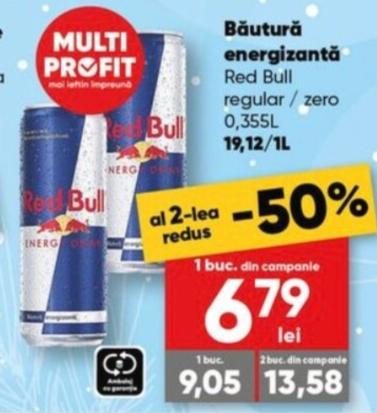 MULTI
PROFIT
mai ieftin împreună
Băutură
energizantă
Red Bull
regular / zero
0,355L
19,12/1L
Red Bull
ENERGY DRINK
Red Bull
ENERGY DRINK
al 2-lea
redus
-50%
1 buc. din campanie
6 79
lei
1 buc.
9,05
2 buc. din campanie
13,58
Ambalaj
cu garanție